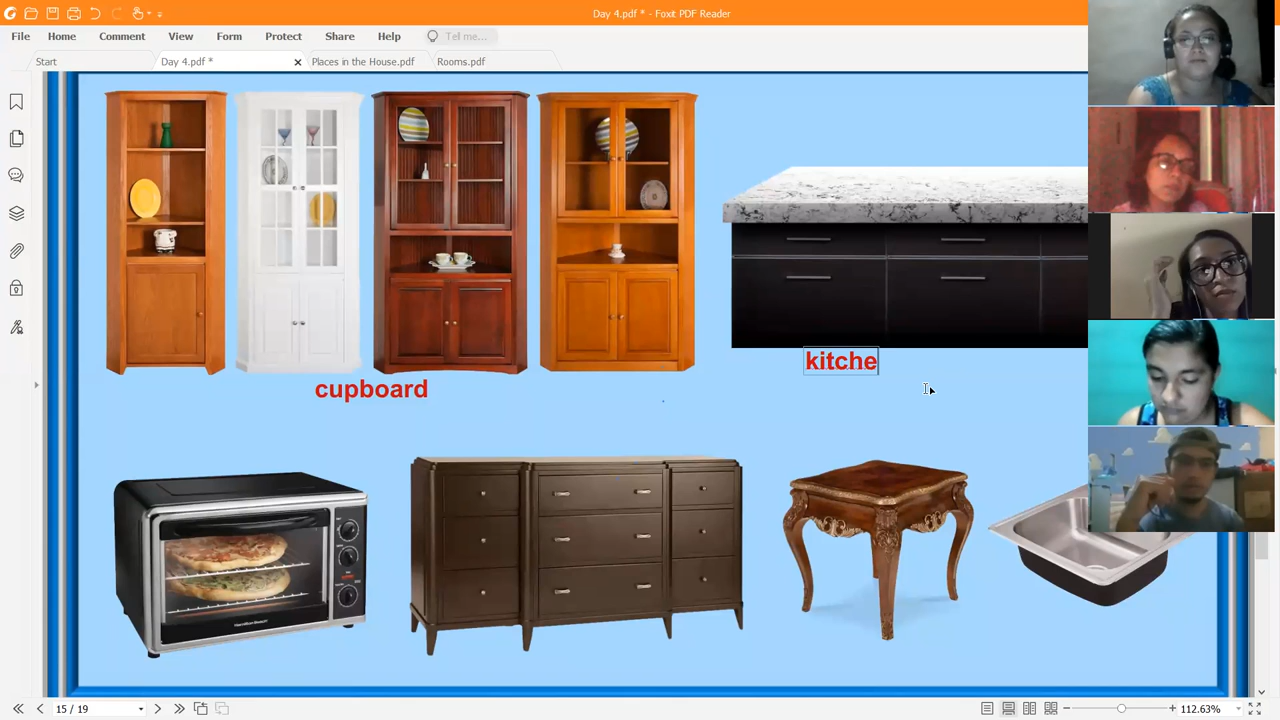 Day 4.pdf * - Foxit PDF Reader
File Home Comment View Form Protect Share Help Tell me...
Start Day 4.pdf * Places in the House.pdf Rooms.pdf
kitche
cupboard
15 / 19
112.63%